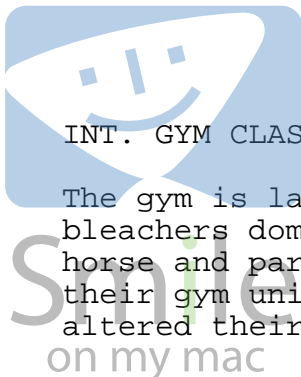 INT. GYM CLAS
The gym is la
bleachers dom
horse and par
their gym uni
altered their
Smile
on my mac